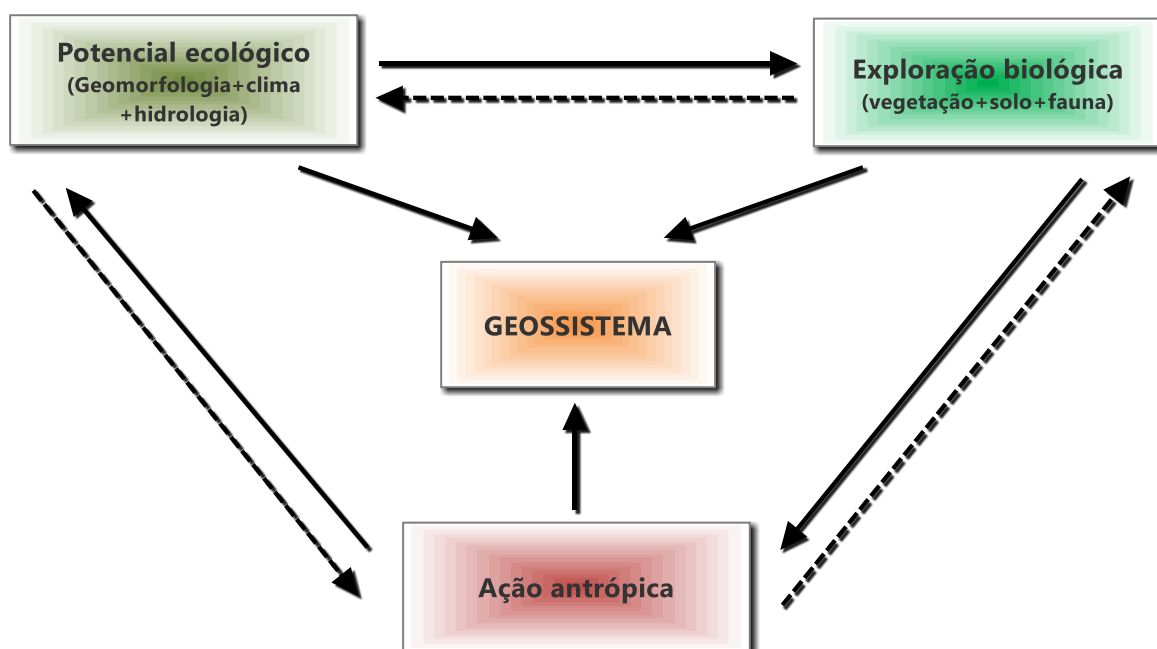 Potencial ecológico
(Geomorfologia+clima
+hidrologia)
Exploração biológica
(vegetação+solo+fauna)
GEOSSISTEMA
Ação antrópica